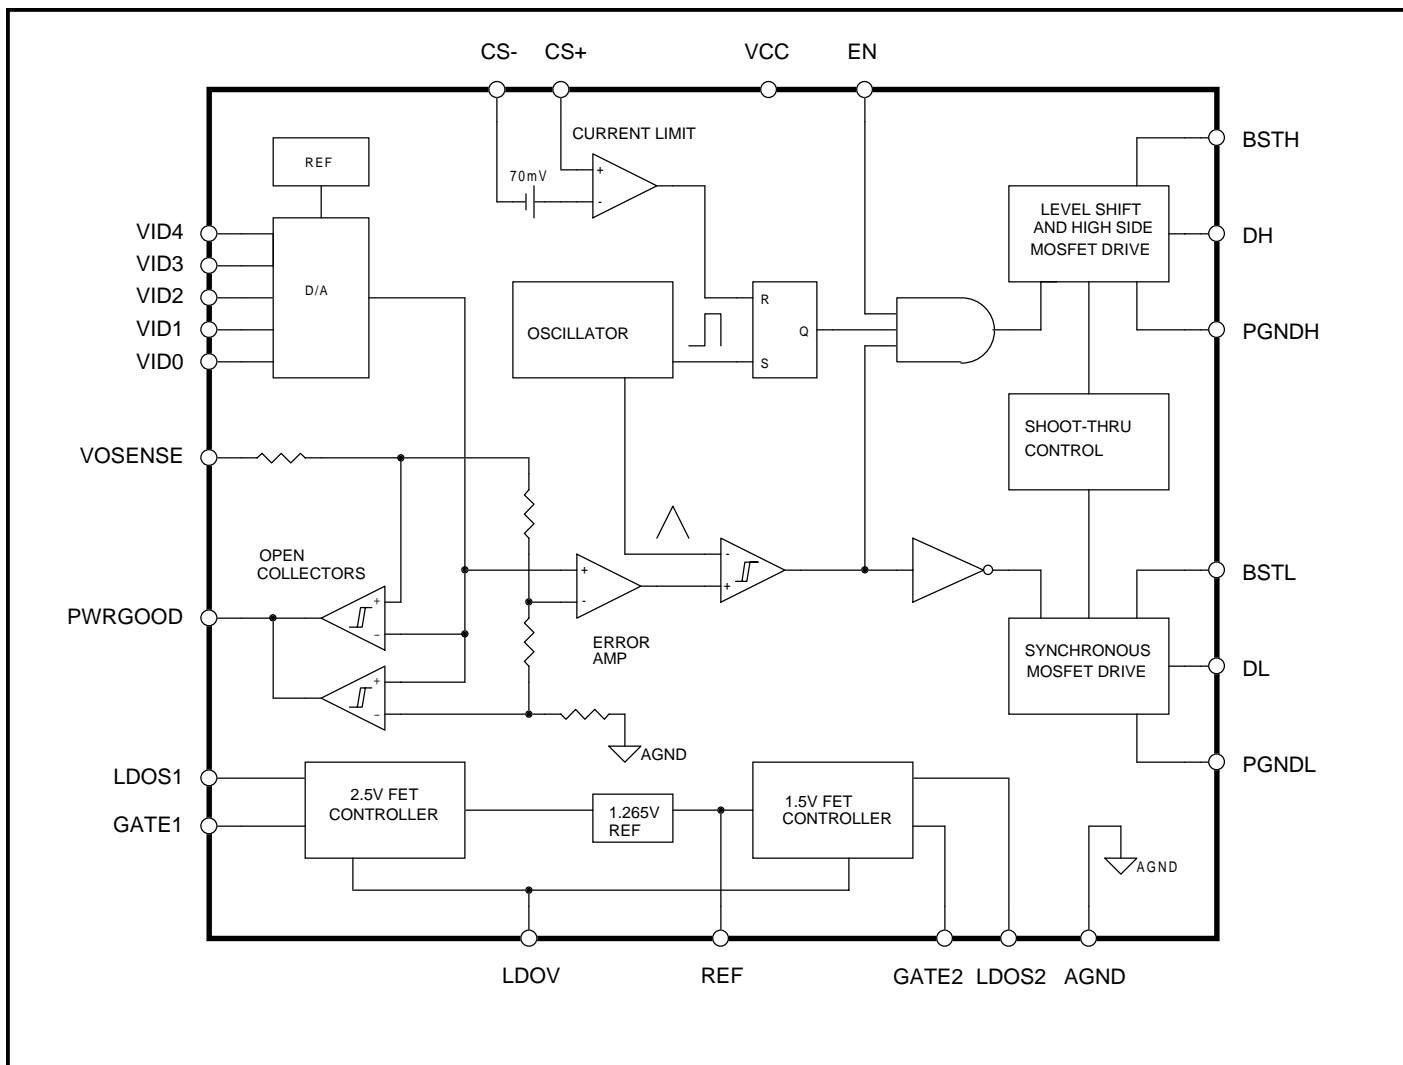 CS-
CS+
VCC
EN
CURRENT LIMIT
70mV
+
-
REF
BSTH
LEVEL SHIFT
AND HIGH SIDE
MOSFET DRIVE
DH
PGNDH
VID4
VID3
VID2
VID1
VID0
D/A
OSCILLATOR
R
Q
S
SHOOT-THRU
CONTROL
VOSENSE
OPEN
COLLECTORS
PWRGOOD
+
−
+
−
+
-
ERROR
AMP
-
+
BSTL
SYNCHRONOUS
MOSFET DRIVE
DL
PGNDL
AGND
LDOS1
GATE1
2.5V FET
CONTROLLER
1.265V
REF
1.5V FET
CONTROLLER
AGND
LDOV
REF
GATE2
LDOS2
AGND